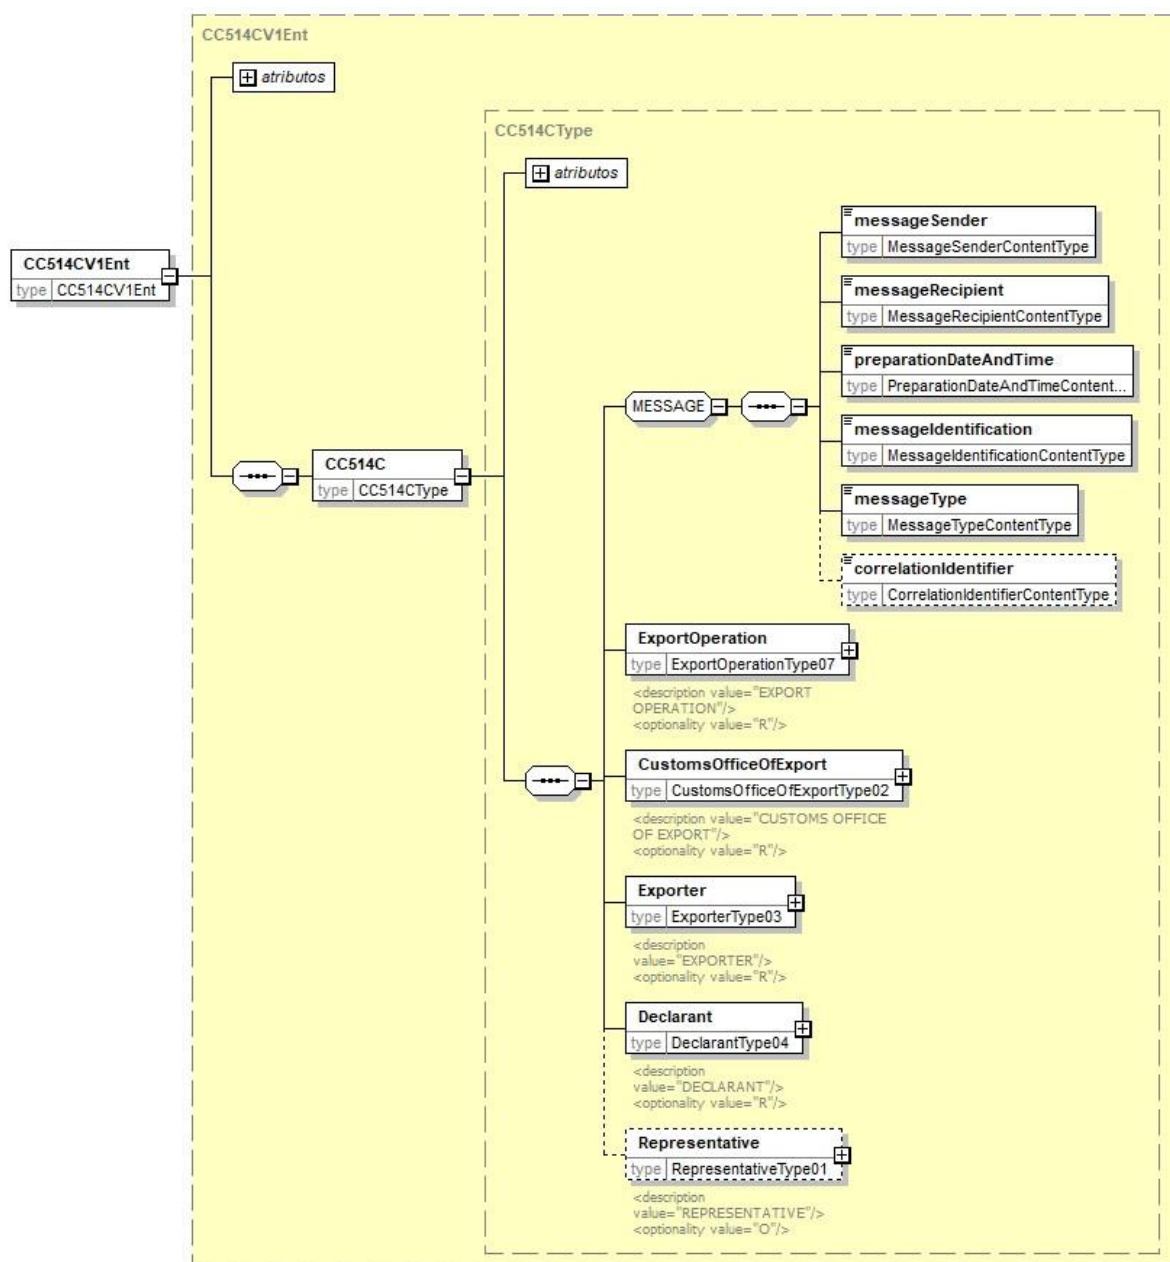 CC514CV1Ent
atributos
CC514CType
atributos
CC514CV1Ent
type CC514CV1Ent
CC514C
type CC514CType
MESSAGE
messageSender
type MessageSenderContentType
messageRecipient
type MessageRecipientContentType
preparationDateAndTime
type PreparationDateAndTimeContent...
messageIdentification
type MessageIdentificationContentType
messageType
type MessageTypeContentType
correlationIdentifier
type CorrelationIdentifierContentType
ExportOperation
type ExportOperationType07
<description value="EXPORT
OPERATION"/>
<optionality value="R"/>
CustomsOfficeOfExport
type CustomsOfficeOfExportType02
<description value="CUSTOMS OFFICE
OF EXPORT"/>
<optionality value="R"/>
Exporter
type ExporterType03
<description
value="EXPORTER"/>
<optionality value="R"/>
Declarant
type DeclarantType04
<description
value="DECLARANT"/>
<optionality value="R"/>
Representative
type RepresentativeType01
<description
value="REPRESENTATIVE"/>
<optionality value="O"/>